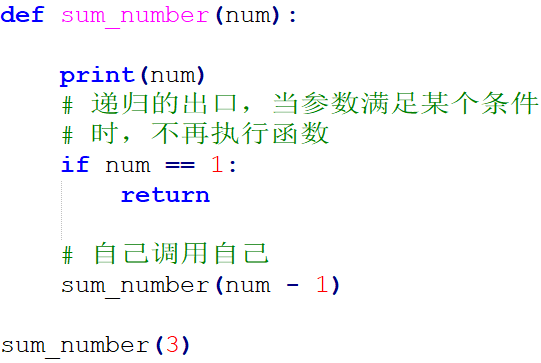 def sum_number(num):
print(num)
# 递归的出口，当参数满足某个条件
# 时，不再执行函数
if num == 1:
return
# 自己调用自己
sum_number(num - 1)
sum_number(3)